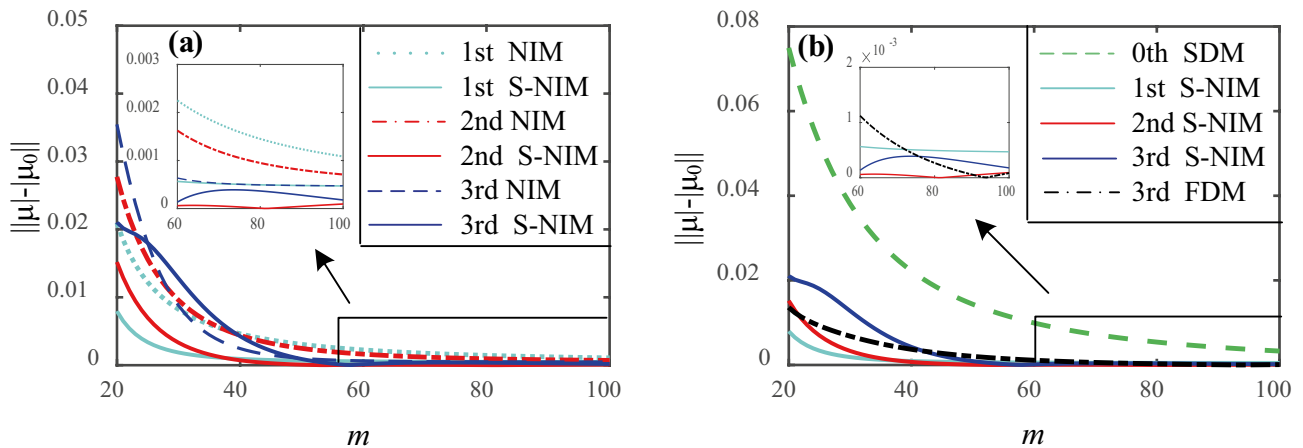 (a)
0.05
0.04
0.03
0.02
0.01
0
20
40
60
80
100
m
||μ|-|μ₀||
0.003
0.002
0.001
0
60
80
100
1st NIM
1st S-NIM
2nd NIM
2nd S-NIM
3rd NIM
3rd S-NIM
(b)
0.08
0.06
0.04
0.02
0
20
40
60
80
100
m
||μ|-|μ₀||
× 10⁻³
2
1
0
60
80
100
0th SDM
1st S-NIM
2nd S-NIM
3rd S-NIM
3rd FDM